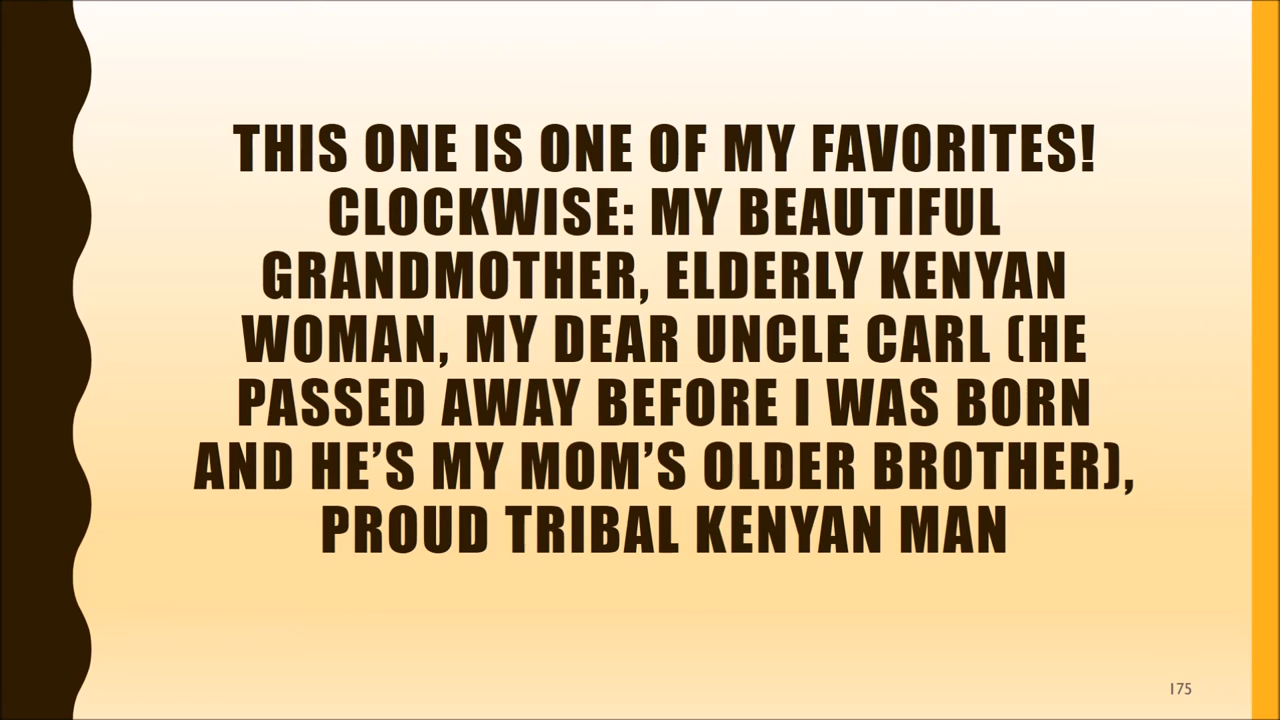 THIS ONE IS ONE OF MY FAVORITES!
CLOCKWISE: MY BEAUTIFUL
GRANDMOTHER, ELDERLY KENYAN
WOMAN, MY DEAR UNCLE CARL (HE
PASSED AWAY BEFORE I WAS BORN
AND HE’S MY MOM’S OLDER BROTHER),
PROUD TRIBAL KENYAN MAN
175